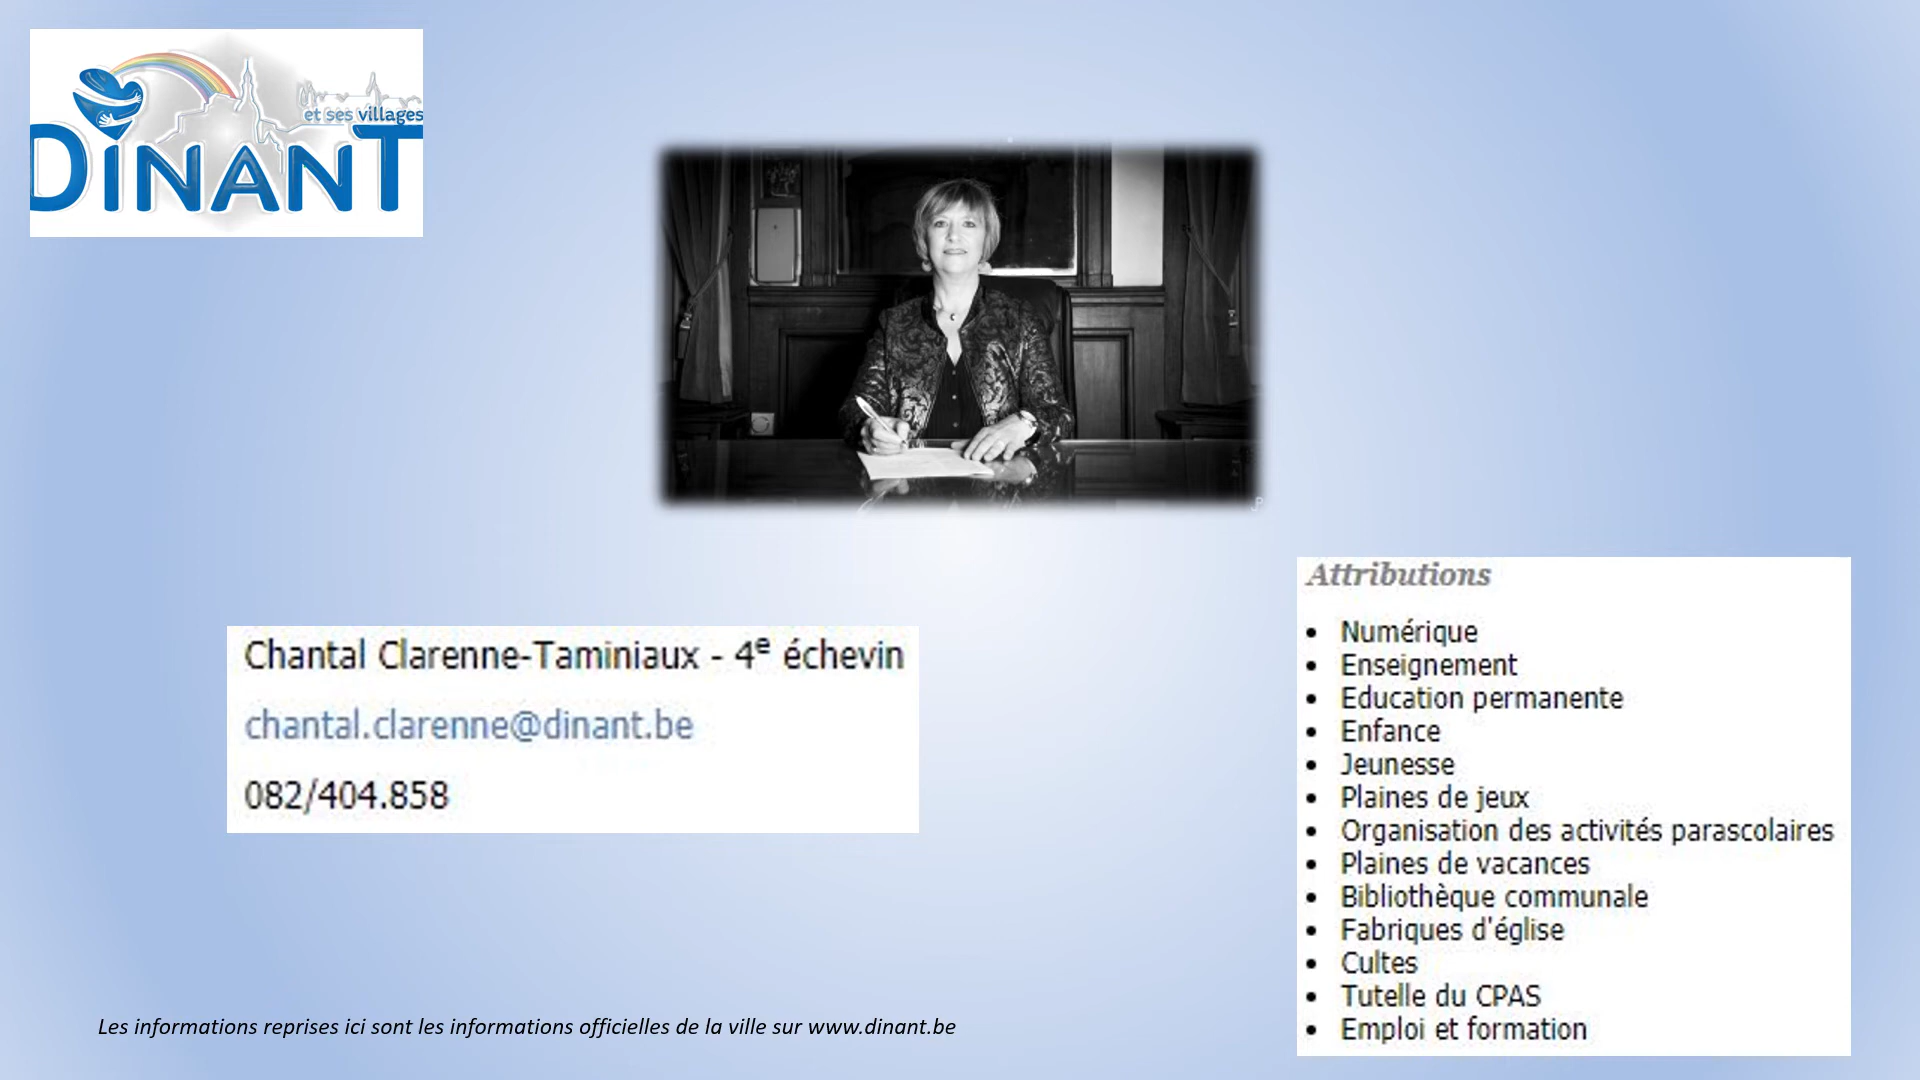 et ses villages
DINANT
Chantal Clarenne-Taminiaux - 4e échevin
chantal.clarenne@dinant.be
082/404.858
Attributions
• Numérique
• Enseignement
• Education permanente
• Enfance
• Jeunesse
• Plaines de jeux
• Organisation des activités parascolaires
• Plaines de vacances
• Bibliothèque communale
• Fabriques d'église
• Cultes
• Tutelle du CPAS
• Emploi et formation
Les informations reprises ici sont les informations officielles de la ville sur www.dinant.be